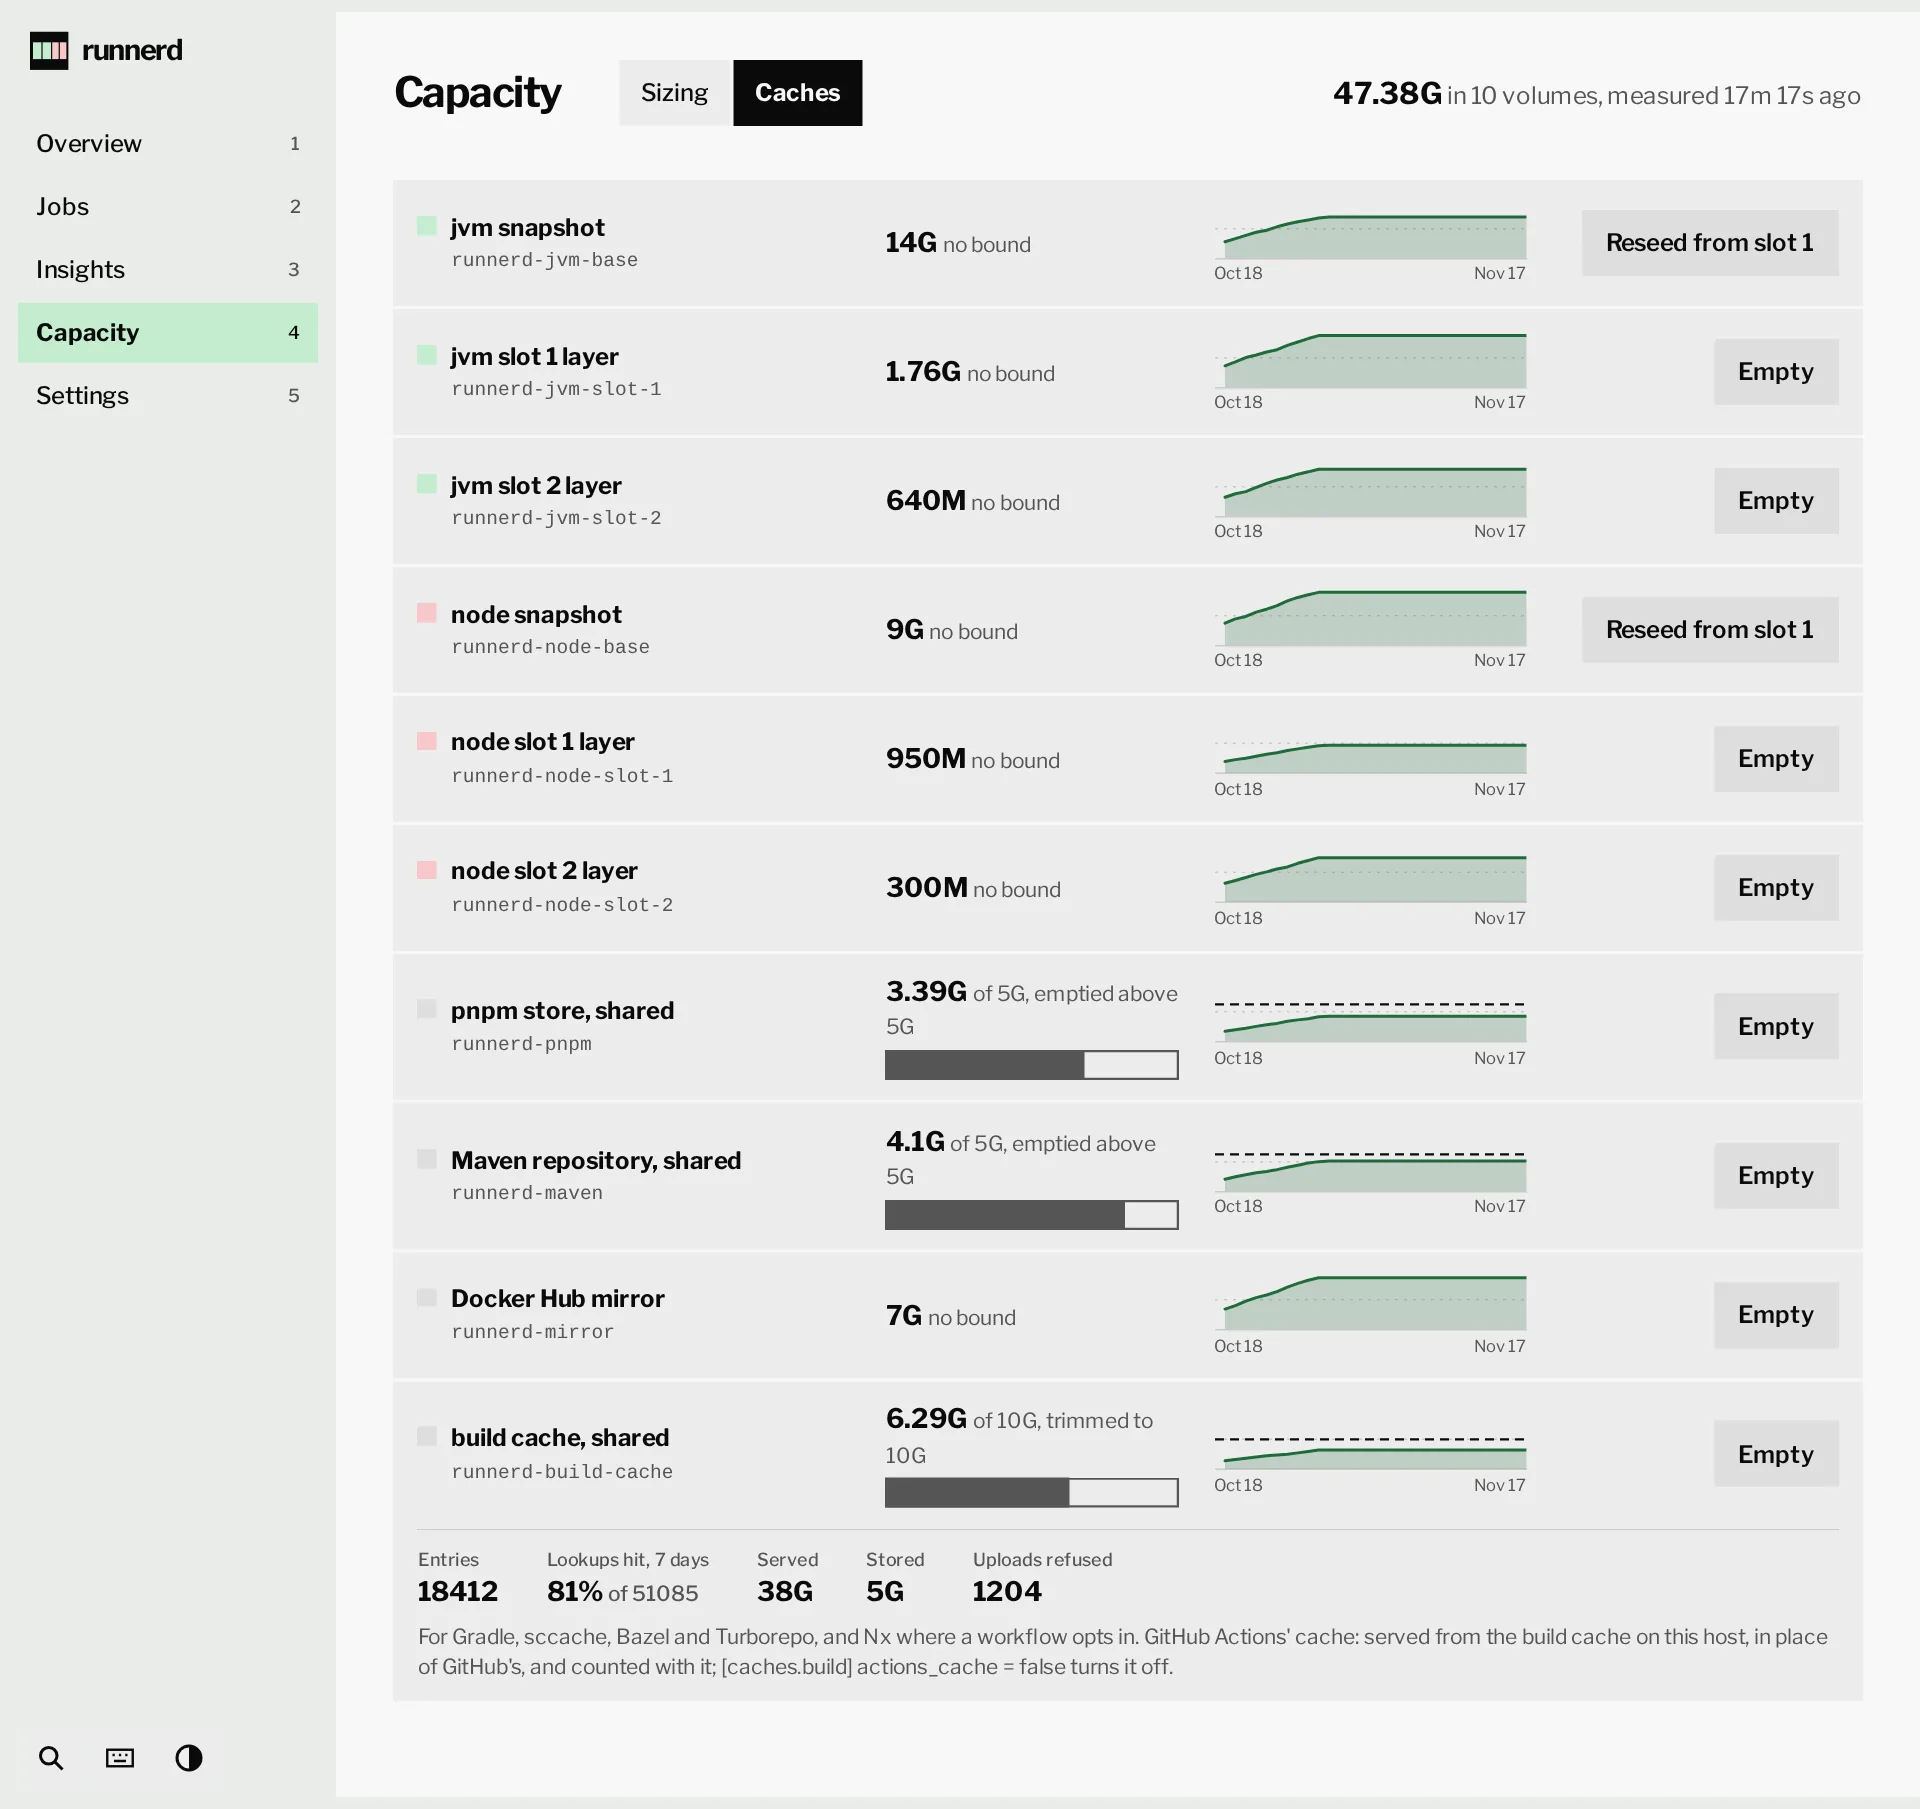 runnerd
Overview 1
Jobs 2
Insights 3
Capacity 4
Settings 5
Capacity
Sizing
Caches
47.38G in 10 volumes, measured 17m 17s ago
jvm snapshot
runnerd-jvm-base
14G no bound
Oct 18 Nov 17
Reseed from slot 1
jvm slot 1 layer
runnerd-jvm-slot-1
1.76G no bound
Oct 18 Nov 17
Empty
jvm slot 2 layer
runnerd-jvm-slot-2
640M no bound
Oct 18 Nov 17
Empty
node snapshot
runnerd-node-base
9G no bound
Oct 18 Nov 17
Reseed from slot 1
node slot 1 layer
runnerd-node-slot-1
950M no bound
Oct 18 Nov 17
Empty
node slot 2 layer
runnerd-node-slot-2
300M no bound
Oct 18 Nov 17
Empty
pnpm store, shared
runnerd-pnpm
3.39G of 5G, emptied above
5G
Oct 18 Nov 17
Empty
Maven repository, shared
runnerd-maven
4.1G of 5G, emptied above
5G
Oct 18 Nov 17
Empty
Docker Hub mirror
runnerd-mirror
7G no bound
Oct 18 Nov 17
Empty
build cache, shared
runnerd-build-cache
6.29G of 10G, trimmed to
10G
Oct 18 Nov 17
Empty
Entries
18412
Lookups hit, 7 days
81% of 51085
Served
38G
Stored
5G
Uploads refused
1204
For Gradle, sccache, Bazel and Turborepo, and Nx where a workflow opts in. GitHub Actions' cache: served from the build cache on this host, in place
of GitHub's, and counted with it; [caches.build] actions_cache = false turns it off.